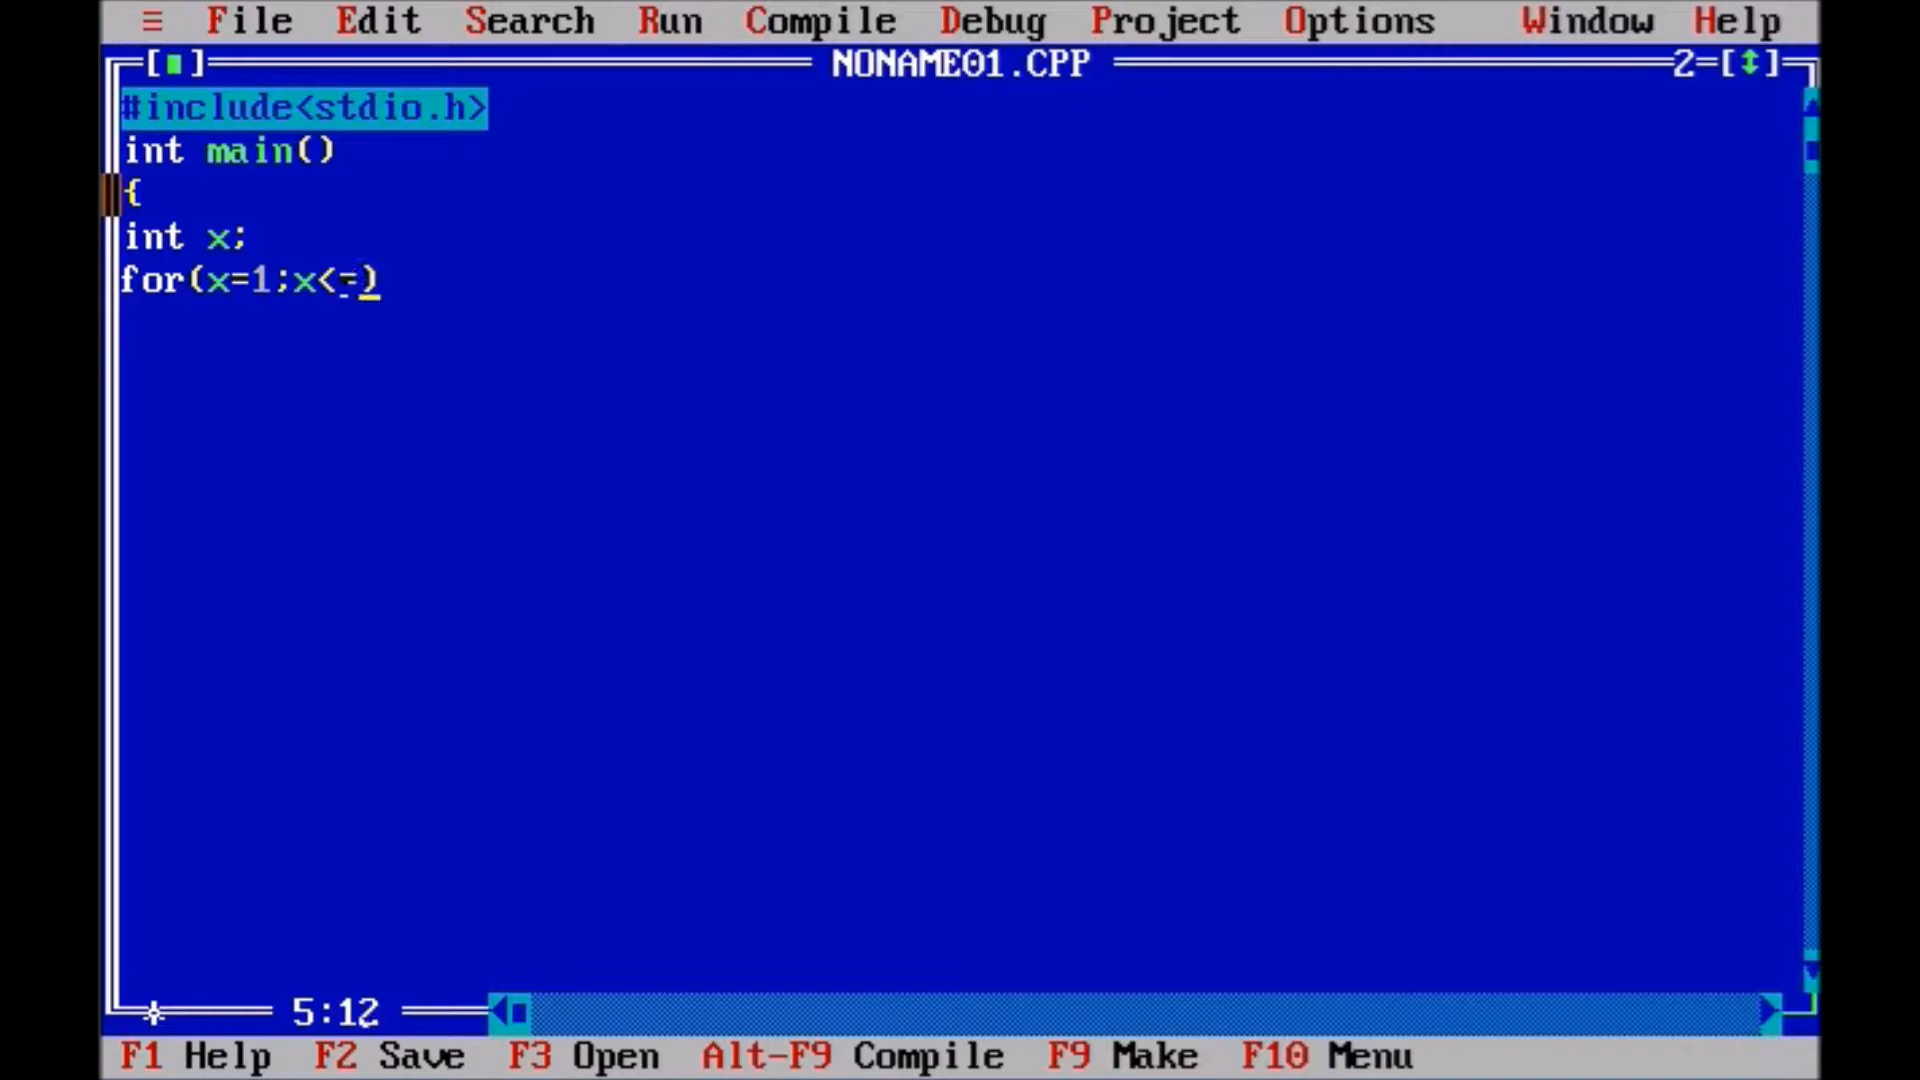 ≡ File Edit Search Run Compile Debug Project Options Window Help
[■] NONAME01.CPP 2=[↕]
#include<stdio.h>
int main()
{
int x;
for(x=1;x<=)
5:12
F1 Help F2 Save F3 Open Alt-F9 Compile F9 Make F10 Menu